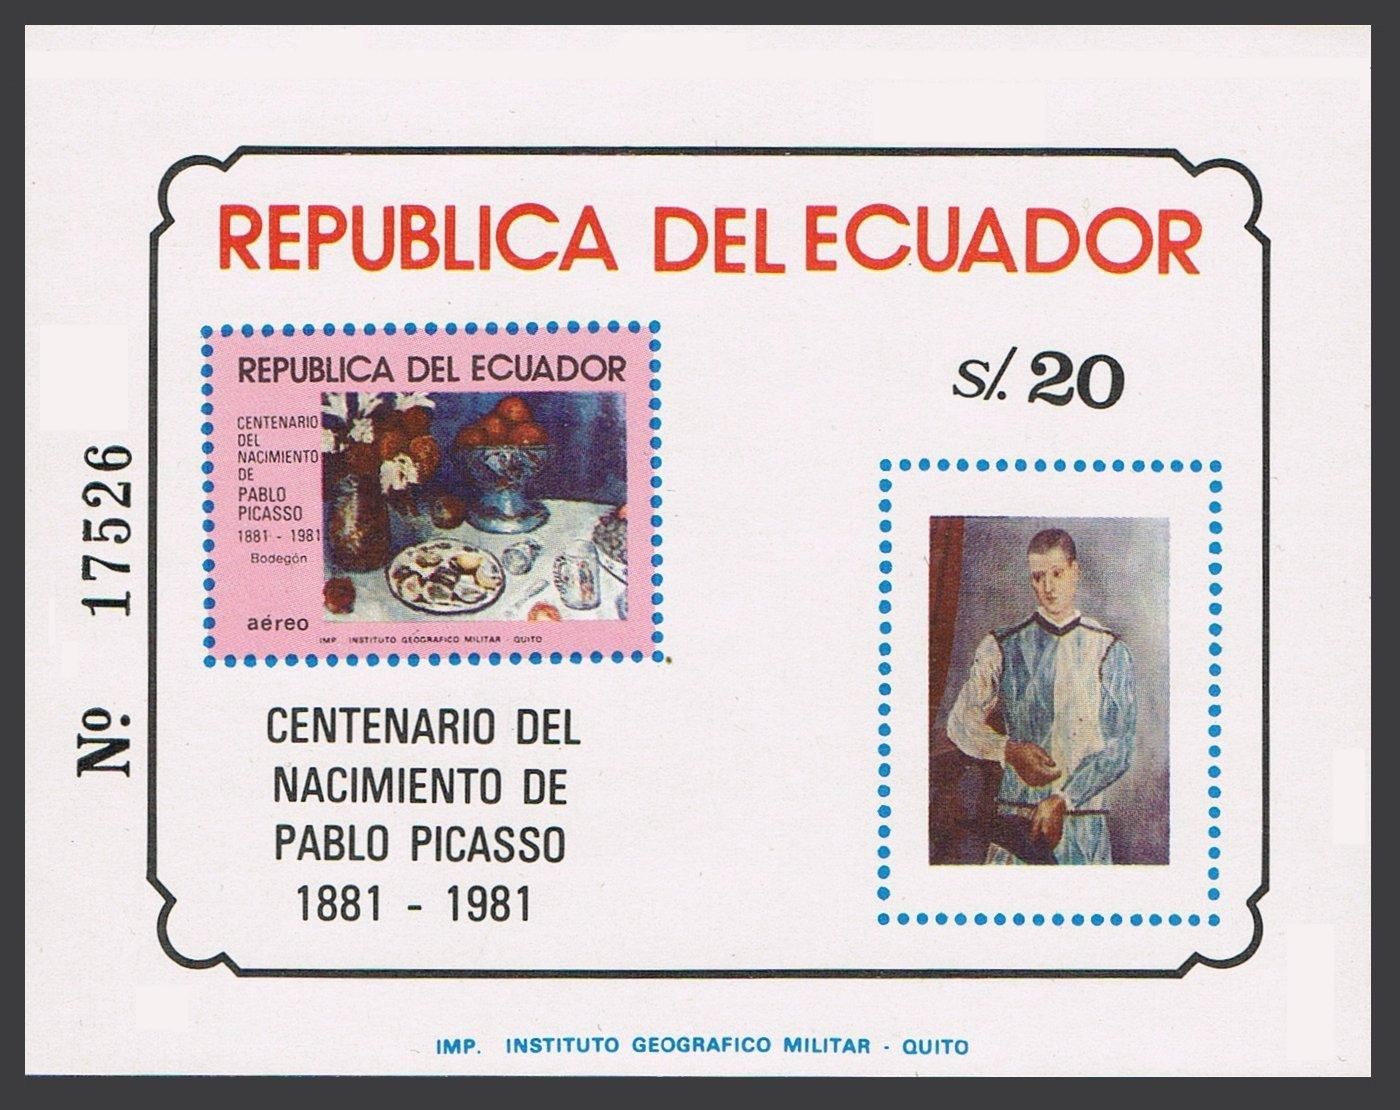 REPUBLICA DEL ECUADOR
REPUBLICA DEL ECUADOR
CENTENARIO
DEL
NACIMIENTO
DE
PABLO
PICASSO
1881 - 1981
Bodegón
aéreo
IMP. INSTITUTO GEOGRAFICO MILITAR - QUITO
S/. 20
CENTENARIO DEL
NACIMIENTO DE
PABLO PICASSO
1881 - 1981
Nº. 17526
IMP. INSTITUTO GEOGRAFICO MILITAR - QUITO